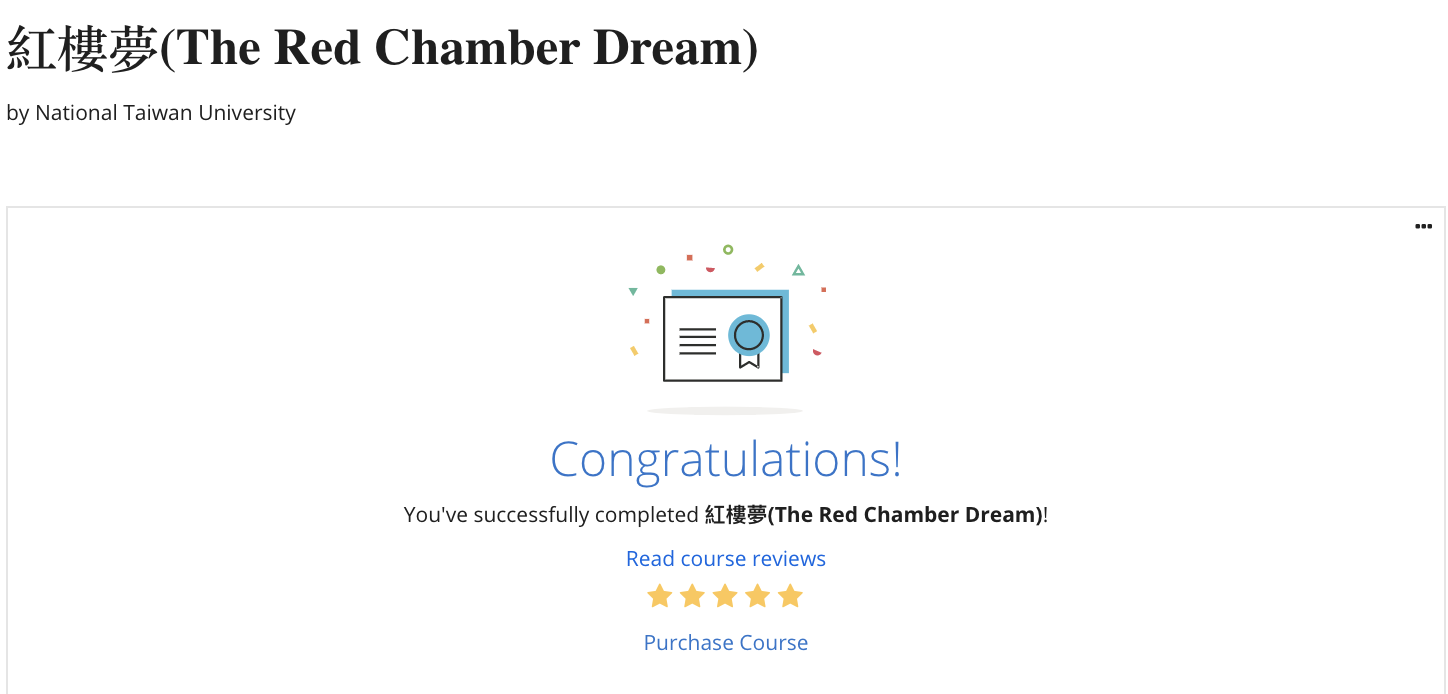 紅樓夢(The Red Chamber Dream)
by National Taiwan University
Congratulations!
You've successfully completed 紅樓夢(The Red Chamber Dream)!
Read course reviews
Purchase Course